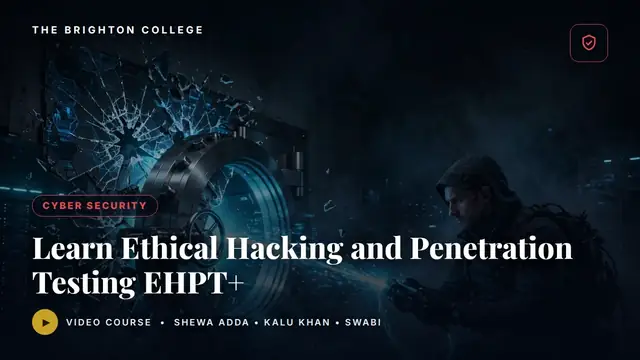 THE BRIGHTON COLLEGE
CYBER SECURITY
Learn Ethical Hacking and Penetration
Testing EHPT+
VIDEO COURSE • SHEWA ADDA • KALU KHAN • SWABI